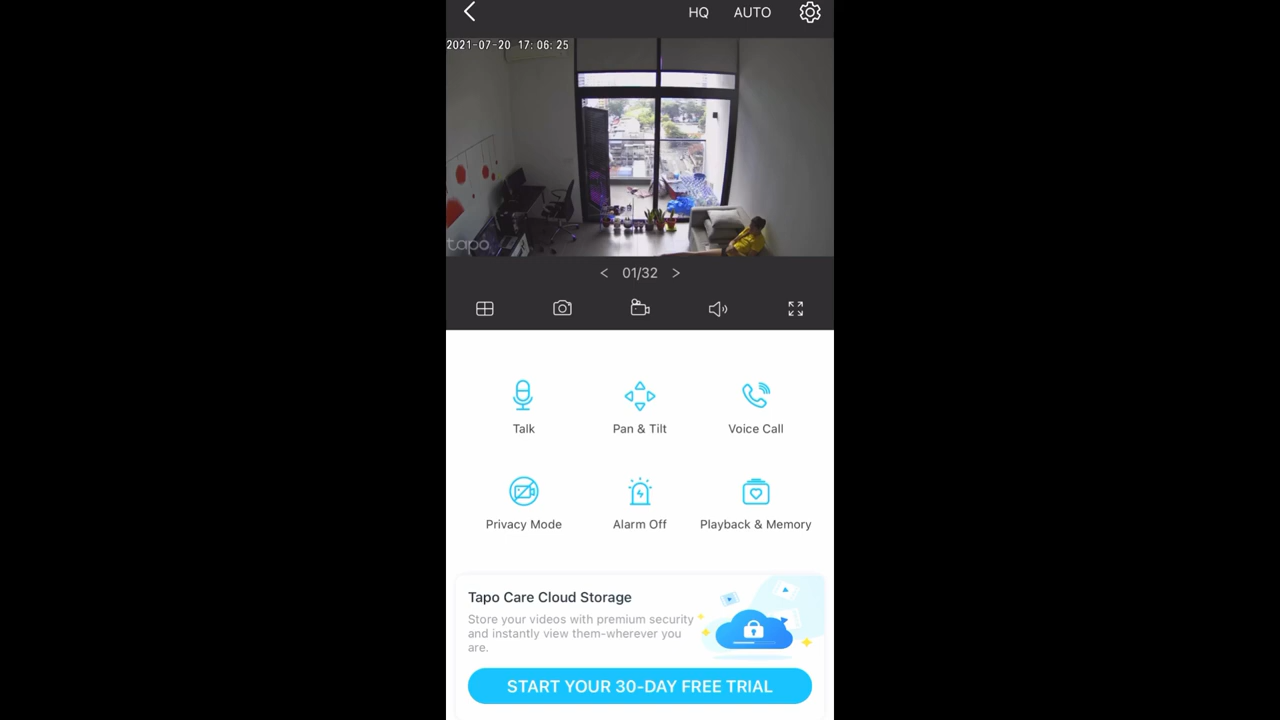 HQ AUTO
2021-07-20 17:06:25
tapo
< 01/32 >
Talk Pan & Tilt Voice Call
Privacy Mode Alarm Off Playback & Memory
Tapo Care Cloud Storage
Store your videos with premium security
and instantly view them-wherever you
are.
START YOUR 30-DAY FREE TRIAL